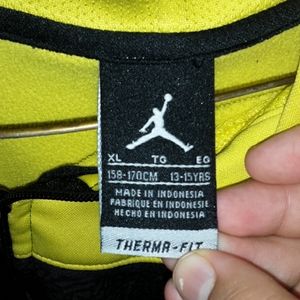 XL TG EG
158-170CM 13-15YRS
MADE IN INDONESIA
FABRIQUE EN INDONESIE
HECHO EN INDONESIA
THERMA-FIT